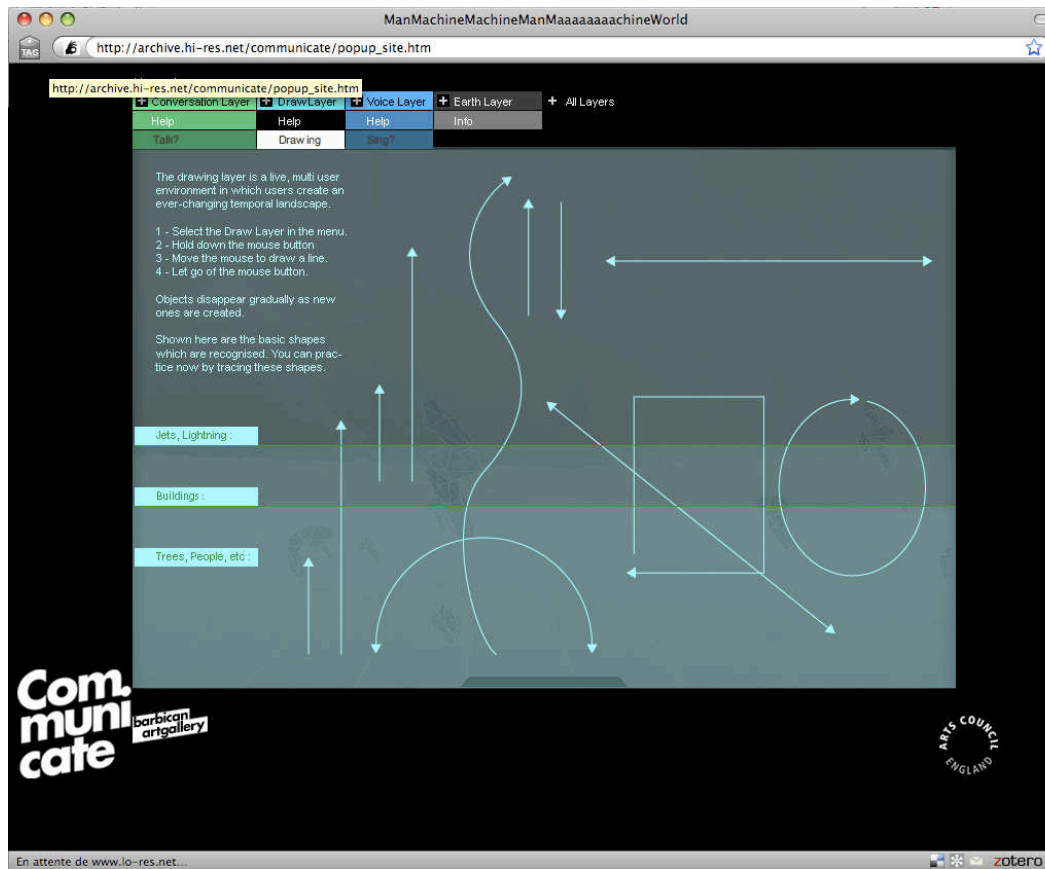 ManMachineMachineManMaaaaaaaachineWorld
TAG
http://archive.hi-res.net/communicate/popup_site.htm
http://archive.hi-res.net/communicate/popup_site.htm
Conversation Layer
Draw Layer
Voice Layer
Earth Layer
All Layers
Help
Help
Help
Info
Talk?
Drawing
Sing?
The drawing layer is a live, multi user
environment in which users create an
ever-changing temporal landscape.
1 - Select the Draw Layer in the menu.
2 - Hold down the mouse button
3 - Move the mouse to draw a line.
4 - Let go of the mouse button.
Objects disappear gradually as new
ones are created.
Shown here are the basic shapes
which are recognised. You can prac-
tice now by tracing these shapes.
Jets, Lightning :
Buildings :
Trees, People, etc :
Com.
muni
cate
barbican
artgallery
ARTS COUNCIL
ENGLAND
En attente de www.lo-res.net...
zotero